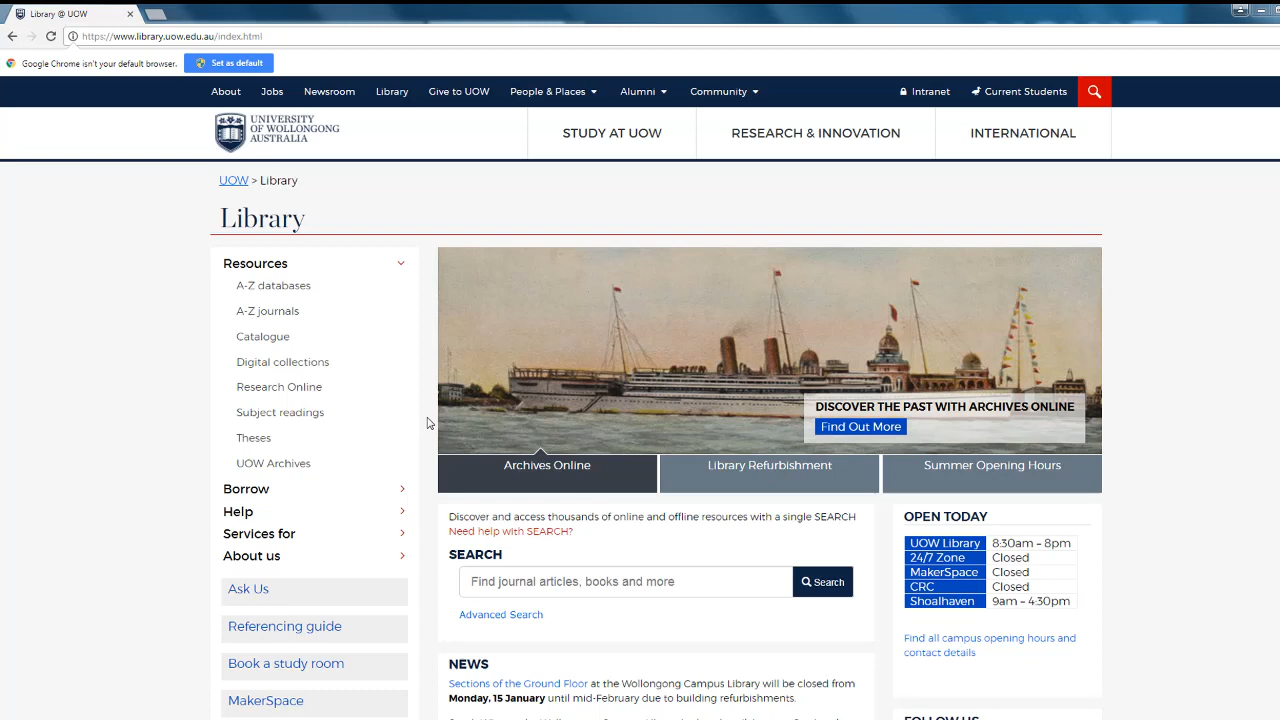 Library @ UOW
https://www.library.uow.edu.au/index.html
Google Chrome isn't your default browser. Set as default
About Jobs Newsroom Library Give to UOW People & Places Alumni Community Intranet Current Students
UNIVERSITY
OF WOLLONGONG
AUSTRALIA
STUDY AT UOW RESEARCH & INNOVATION INTERNATIONAL
UOW > Library
Library
Resources
A-Z databases
A-Z journals
Catalogue
Digital collections
Research Online
Subject readings
Theses
UOW Archives
Borrow
Help
Services for
About us
Ask Us
Referencing guide
Book a study room
MakerSpace
DISCOVER THE PAST WITH ARCHIVES ONLINE
Find Out More
Archives Online Library Refurbishment Summer Opening Hours
Discover and access thousands of online and offline resources with a single SEARCH
Need help with SEARCH?
SEARCH
Find journal articles, books and more Search
Advanced Search
NEWS
Sections of the Ground Floor at the Wollongong Campus Library will be closed from
Monday, 15 January until mid-February due to building refurbishments.
OPEN TODAY
UOW Library 8:30am – 8pm
24/7 Zone Closed
MakerSpace Closed
CRC Closed
Shoalhaven 9am – 4:30pm
Find all campus opening hours and
contact details
FOLLOW US